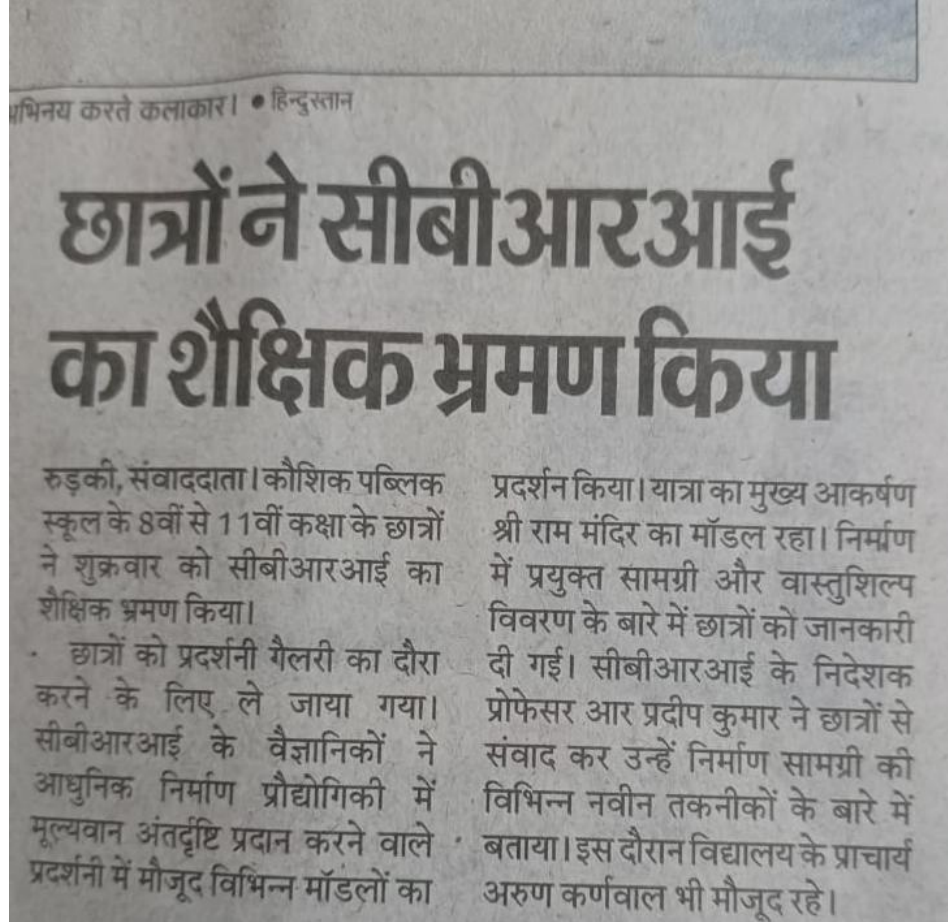 अभिनय करते कलाकार। ● हिन्दुस्तान
छात्रों ने सीबीआरआई
का शैक्षिक भ्रमण किया
रुड़की, संवाददाता। कौशिक पब्लिक
स्कूल के 8वीं से 11वीं कक्षा के छात्रों
ने शुक्रवार को सीबीआरआई का
शैक्षिक भ्रमण किया।
छात्रों को प्रदर्शनी गैलरी का दौरा
करने के लिए ले जाया गया।
सीबीआरआई के वैज्ञानिकों ने
आधुनिक निर्माण प्रौद्योगिकी में
मूल्यवान अंतर्दृष्टि प्रदान करने वाले
प्रदर्शनी में मौजूद विभिन्न मॉडलों का
प्रदर्शन किया। यात्रा का मुख्य आकर्षण
श्री राम मंदिर का मॉडल रहा। निर्माण
में प्रयुक्त सामग्री और वास्तुशिल्प
विवरण के बारे में छात्रों को जानकारी
दी गई। सीबीआरआई के निदेशक
प्रोफेसर आर प्रदीप कुमार ने छात्रों से
संवाद कर उन्हें निर्माण सामग्री की
विभिन्न नवीन तकनीकों के बारे में
बताया। इस दौरान विद्यालय के प्राचार्य
अरुण कर्णवाल भी मौजूद रहे।